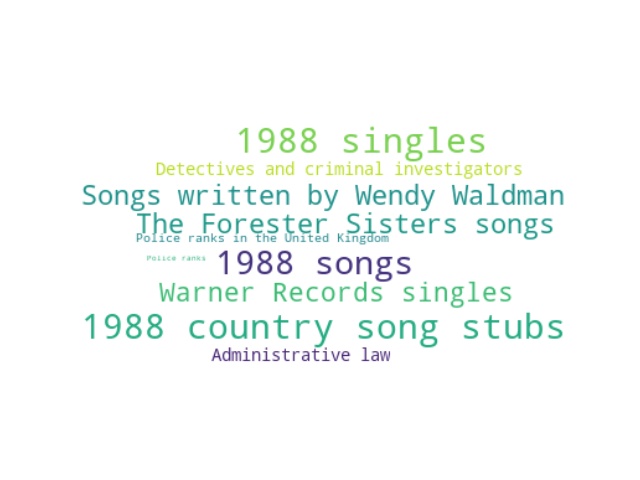 1988 singles
Detectives and criminal investigators
Songs written by Wendy Waldman
The Forester Sisters songs
Police ranks in the United Kingdom
Police ranks
1988 songs
Warner Records singles
1988 country song stubs
Administrative law